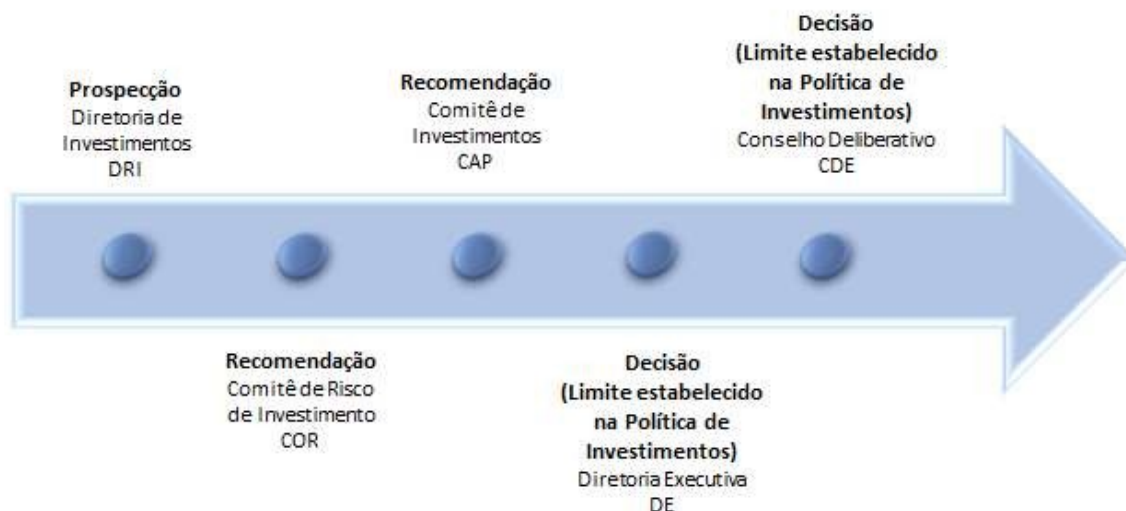 Prospecção
Diretoria de
Investimentos
DRI
Recomendação
Comitê de Risco
de Investimento
COR
Recomendação
Comitê de
Investimentos
CAP
Decisão
(Limite estabelecido
na Política de
Investimentos)
Diretoria Executiva
DE
Decisão
(Limite estabelecido
na Política de
Investimentos)
Conselho Deliberativo
CDE